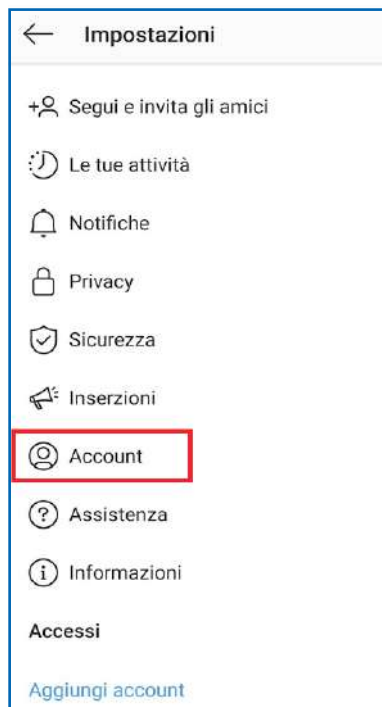 Impostazioni
Segui e invita gli amici
Le tue attività
Notifiche
Privacy
Sicurezza
Inserzioni
Account
Assistenza
Informazioni
Accessi
Aggiungi account